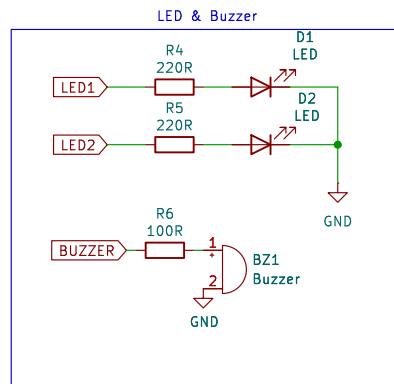 LED & Buzzer
D1
LED
R4
220R
LED1
D2
LED
R5
220R
LED2
GND
R6
100R
BUZZER
1
+
2
BZ1
Buzzer
GND